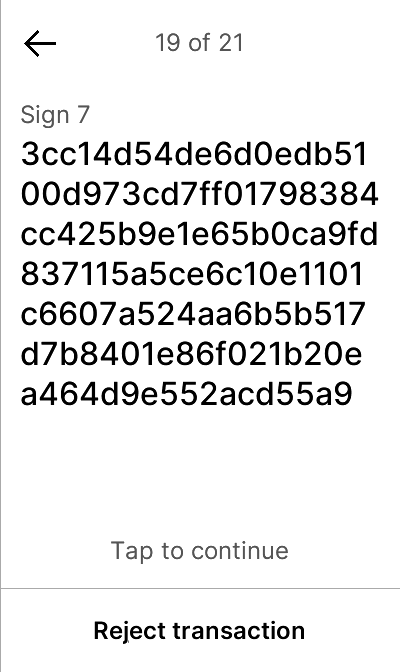 19 of 21
Sign 7
3cc14d54de6d0edb51
00d973cd7ff01798384
cc425b9e1e65b0ca9fd
837115a5ce6c10e1101
c6607a524aa6b5b517
d7b8401e86f021b20e
a464d9e552acd55a9
Tap to continue
Reject transaction